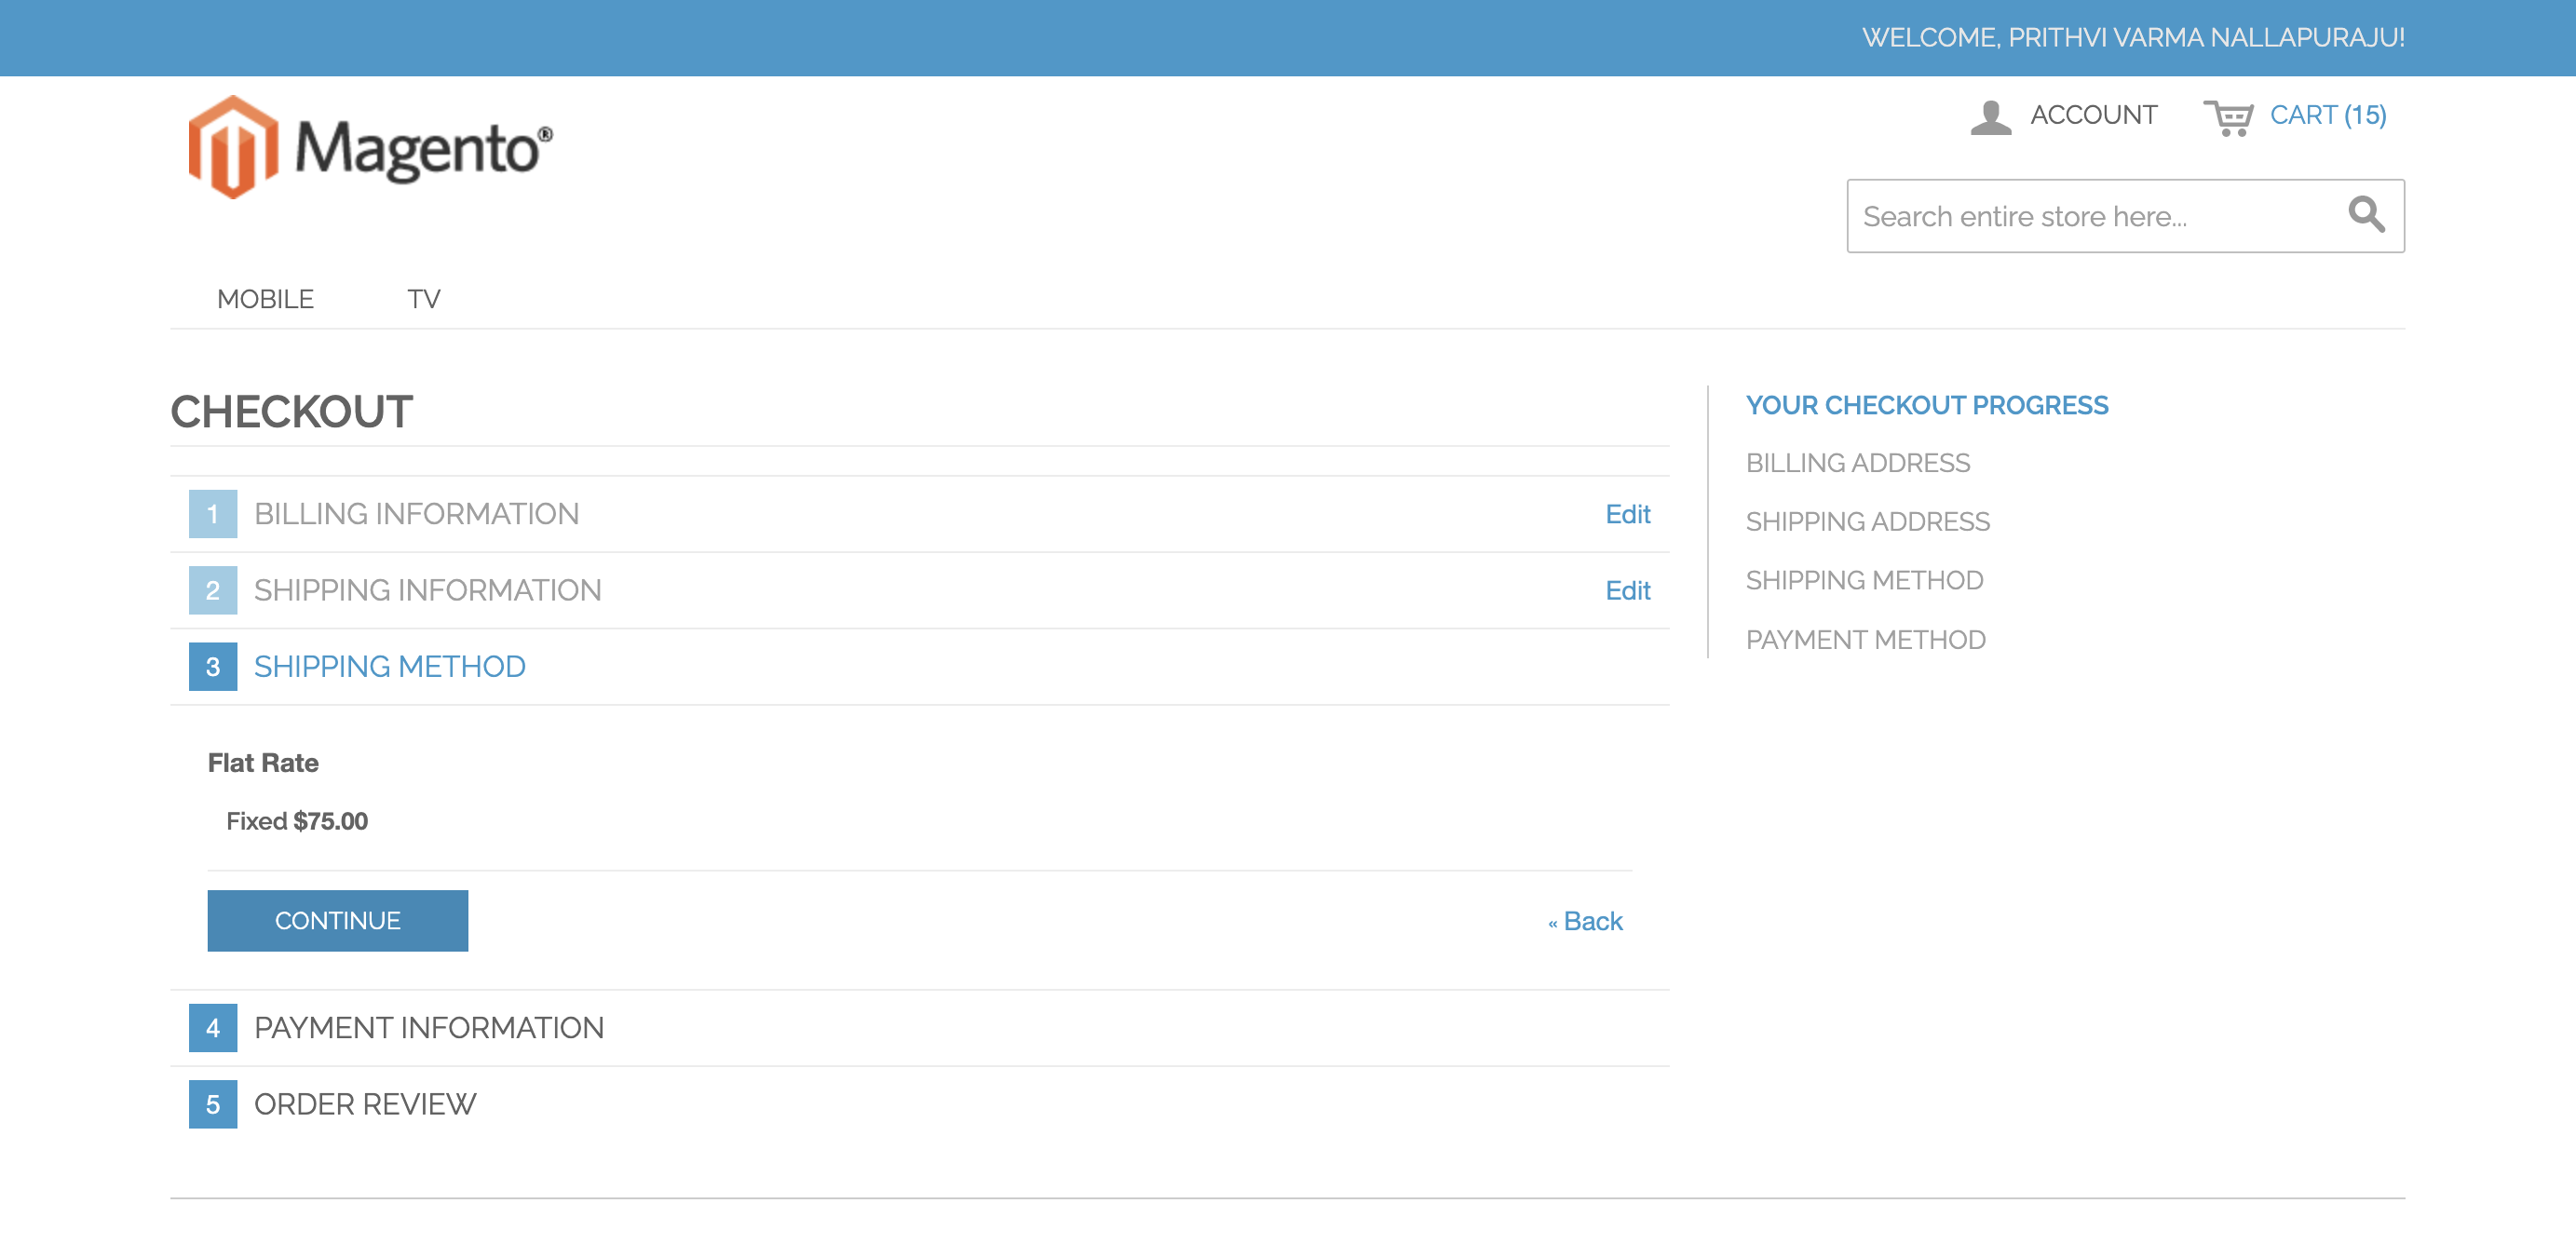 WELCOME, PRITHVI VARMA NALLAPURAJU!
Magento®
ACCOUNT
CART (15)
Search entire store here...
MOBILE
TV
CHECKOUT
1 BILLING INFORMATION Edit
2 SHIPPING INFORMATION Edit
3 SHIPPING METHOD
Flat Rate
Fixed $75.00
CONTINUE
« Back
4 PAYMENT INFORMATION
5 ORDER REVIEW
YOUR CHECKOUT PROGRESS
BILLING ADDRESS
SHIPPING ADDRESS
SHIPPING METHOD
PAYMENT METHOD